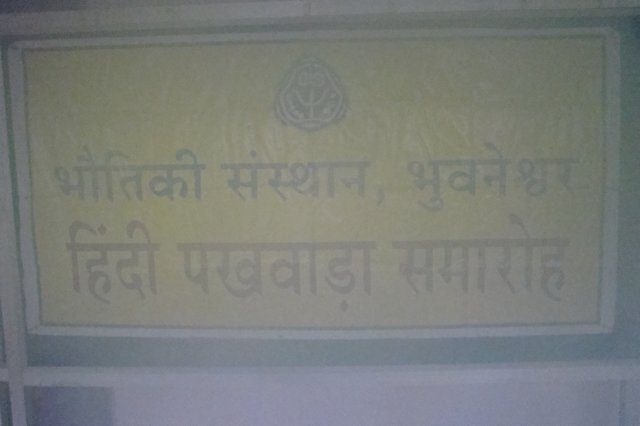 भौतिकी संस्थान, भुवनेश्वर
हिंदी पखवाड़ा समारोह